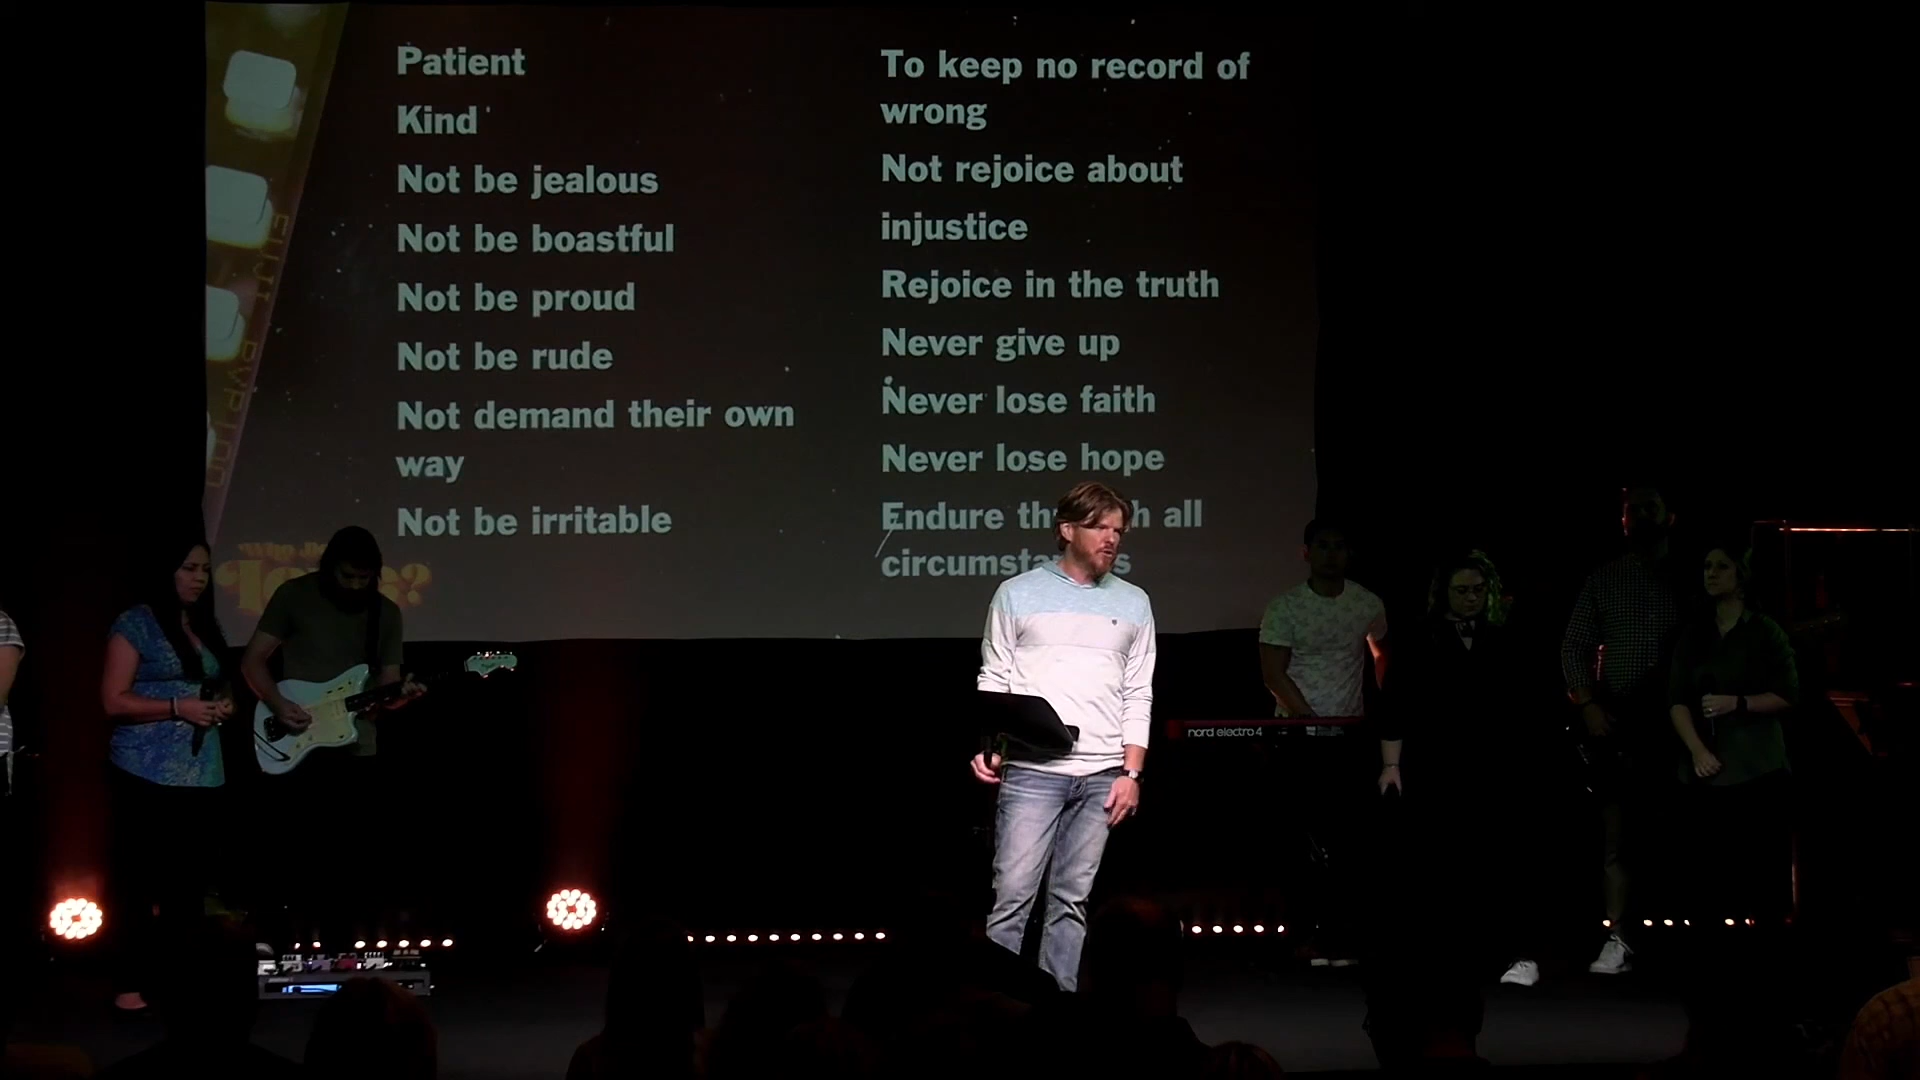 Patient
Kind
Not be jealous
Not be boastful
Not be proud
Not be rude
Not demand their own
way
Not be irritable
To keep no record of
wrong
Not rejoice about
injustice
Rejoice in the truth
Never give up
Never lose faith
Never lose hope
Endure all
nord electro 4